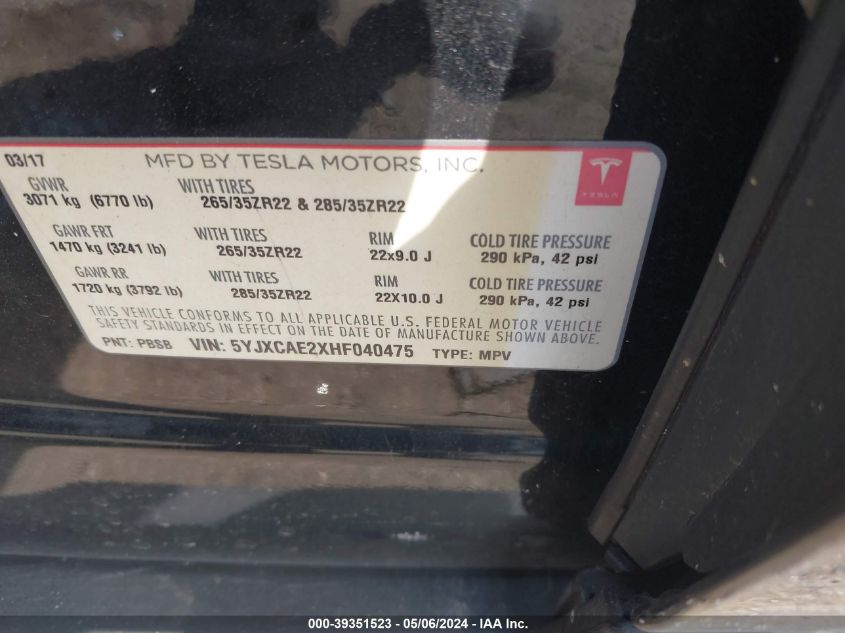 03/17 MFD BY TESLA MOTORS, INC.
TESLA
GVWR WITH TIRES
3071 kg (6770 lb) 265/35ZR22 & 285/35ZR22
GAWR FRT WITH TIRES RIM COLD TIRE PRESSURE
1470 kg (3241 lb) 265/35ZR22 22x9.0 J 290 kPa, 42 psi
GAWR RR WITH TIRES RIM COLD TIRE PRESSURE
1720 kg (3792 lb) 285/35ZR22 22X10.0 J 290 kPa, 42 psi
THIS VEHICLE CONFORMS TO ALL APPLICABLE U.S. FEDERAL MOTOR VEHICLE
SAFETY STANDARDS IN EFFECT ON THE DATE OF MANUFACTURE SHOWN ABOVE.
PNT: PBSB VIN: 5YJXCAE2XHF040475 TYPE: MPV
000-39351523 - 05/06/2024 - IAAI.com